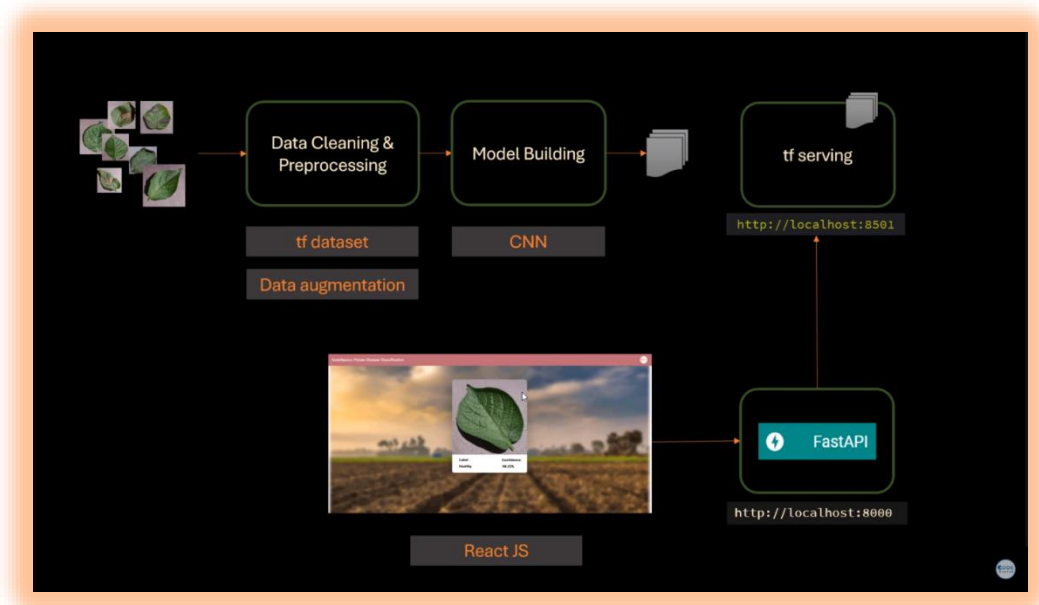 Data Cleaning &
Preprocessing
Model Building
tf serving
http://localhost:8501
tf dataset
CNN
Data augmentation
FastAPI
http://localhost:8000
React JS